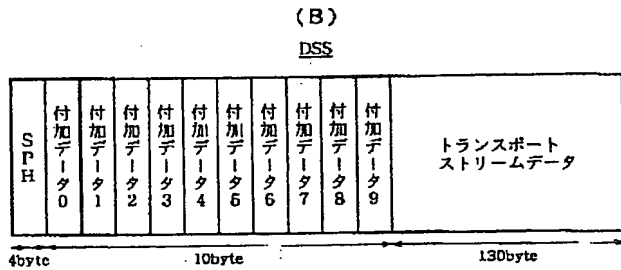 (B)
DSS
SPH
付加データ0
付加データ1
付加データ2
付加データ3
付加データ4
付加データ5
付加データ6
付加データ7
付加データ8
付加データ9
トランスポート
ストリームデータ
4byte
10byte
130byte